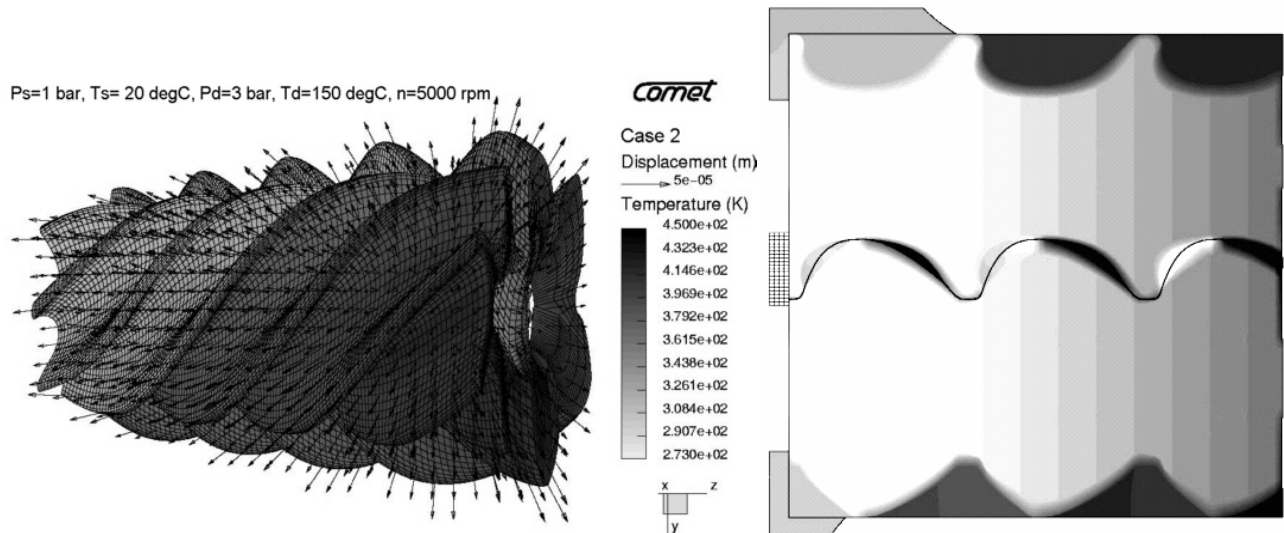 Ps=1 bar, Ts= 20 degC, Pd=3 bar, Td=150 degC, n=5000 rpm
comet
Case 2
Displacement (m)
5e-05
Temperature (K)
4.500e+02
4.323e+02
4.146e+02
3.969e+02
3.792e+02
3.615e+02
3.438e+02
3.261e+02
3.084e+02
2.907e+02
2.730e+02
x z
y